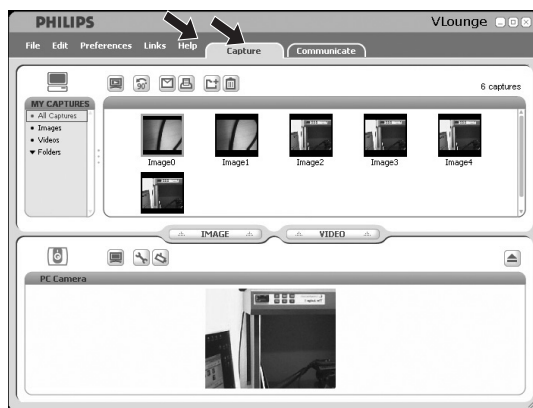 PHILIPS
VLounge
File Edit Preferences Links Help
Capture
Communicate
90°
6 captures
MY CAPTURES
All Captures
Images
Videos
Folders
Image0 Image1 Image2 Image3 Image4
IMAGE VIDEO
PC Camera